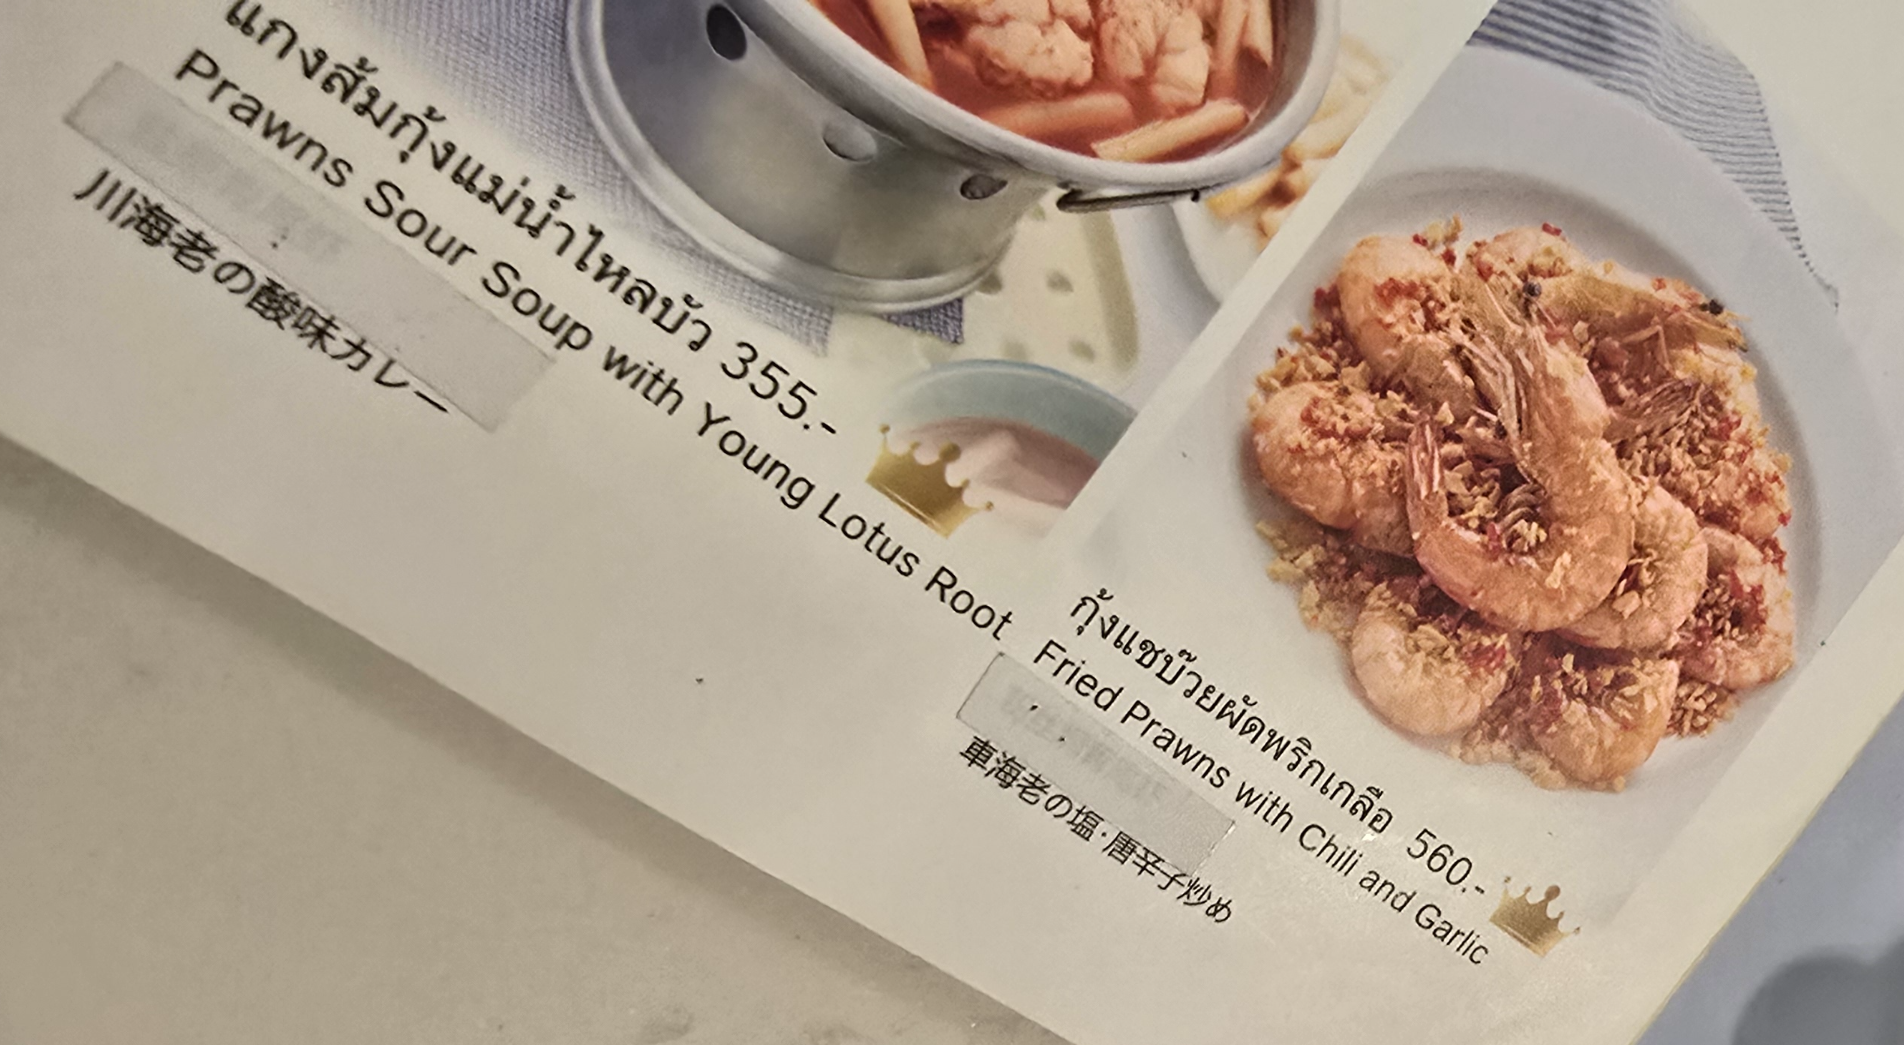 แกงส้มกุ้งแม่น้ำไหลบัว 355.-
Prawns Sour Soup with Young Lotus Root
川海老の酸味カレー
กุ้งแชบ๊วยผัดพริกเกลือ 560.-
Fried Prawns with Chili and Garlic
車海老の塩·唐辛子炒め